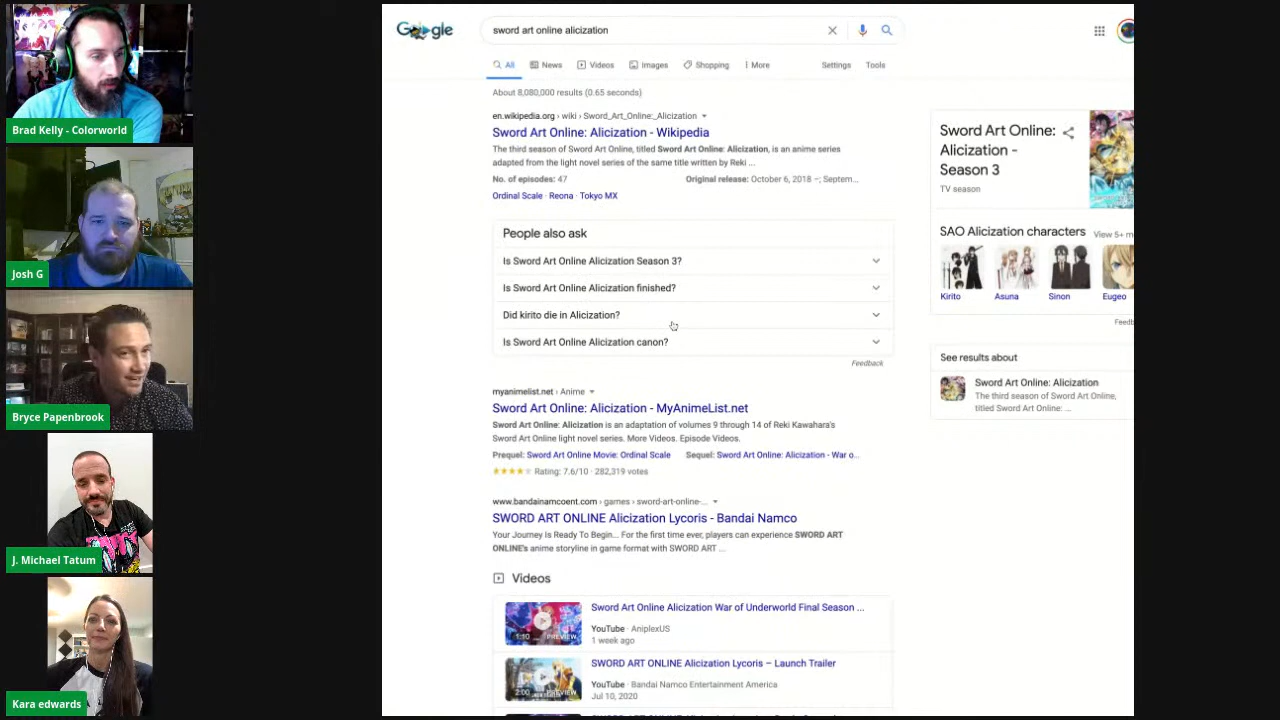 Brad Kelly - Colorworld
Josh G
Bryce Papenbrook
J. Michael Tatum
Kara edwards
Google
sword art online alicization
All
News
Videos
Images
Shopping
More
Settings
Tools
About 8,080,000 results (0.65 seconds)
en.wikipedia.org › wiki › Sword_Art_Online:_Alicization
Sword Art Online: Alicization - Wikipedia
The third season of Sword Art Online, titled Sword Art Online: Alicization, is an anime series
adapted from the light novel series of the same title written by Reki ...
No. of episodes: 47
Original release: October 6, 2018 –; Septem...
Ordinal Scale · Reona · Tokyo MX
People also ask
Is Sword Art Online Alicization Season 3?
Is Sword Art Online Alicization finished?
Did kirito die in Alicization?
Is Sword Art Online Alicization canon?
Feedback
myanimelist.net › Anime
Sword Art Online: Alicization - MyAnimeList.net
Sword Art Online: Alicization is an adaptation of volumes 9 through 14 of Reki Kawahara's
Sword Art Online light novel series. More Videos. Episode Videos.
Prequel: Sword Art Online Movie: Ordinal Scale
Sequel: Sword Art Online: Alicization - War o...
Rating: 7.6/10 · 282,319 votes
www.bandainamcoent.com › games › sword-art-online-...
SWORD ART ONLINE Alicization Lycoris - Bandai Namco
Your Journey Is Ready To Begin... For the first time ever, players can experience SWORD ART
ONLINE's anime storyline in game format with SWORD ART ...
Videos
1:10
PREVIEW
Sword Art Online Alicization War of Underworld Final Season ...
YouTube · AniplexUS
1 week ago
2:00
PREVIEW
SWORD ART ONLINE Alicization Lycoris – Launch Trailer
YouTube · Bandai Namco Entertainment America
Jul 10, 2020
Sword Art Online:
Alicization -
Season 3
TV season
SAO Alicization characters
View 5+ m
Kirito
Asuna
Sinon
Eugeo
Feedb
See results about
Sword Art Online: Alicization
The third season of Sword Art Online,
titled Sword Art Online: ...